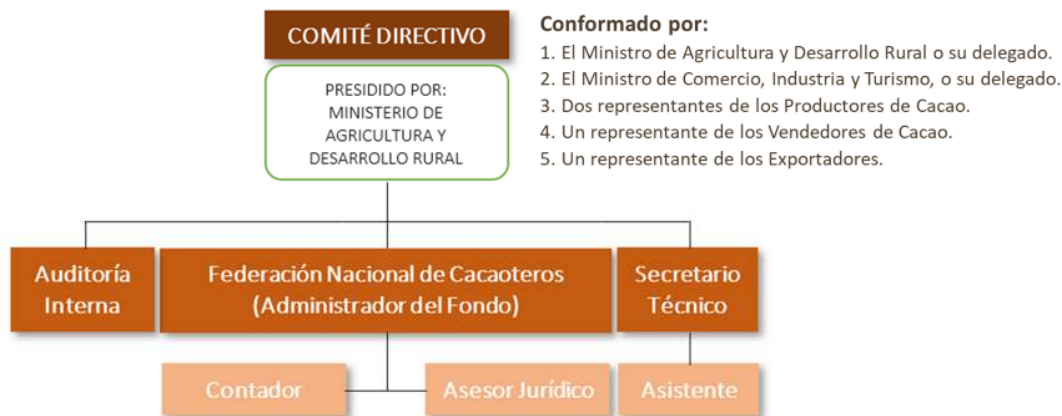 COMITÉ DIRECTIVO
PRESIDIDO POR:
MINISTERIO DE
AGRICULTURA Y
DESARROLLO RURAL
Conformado por:
1. El Ministro de Agricultura y Desarrollo Rural o su delegado.
2. El Ministro de Comercio, Industria y Turismo, o su delegado.
3. Dos representantes de los Productores de Cacao.
4. Un representante de los Vendedores de Cacao.
5. Un representante de los Exportadores.
Auditoría
Interna
Federación Nacional de Cacaoteros
(Administrador del Fondo)
Secretario
Técnico
Contador
Asesor Jurídico
Asistente